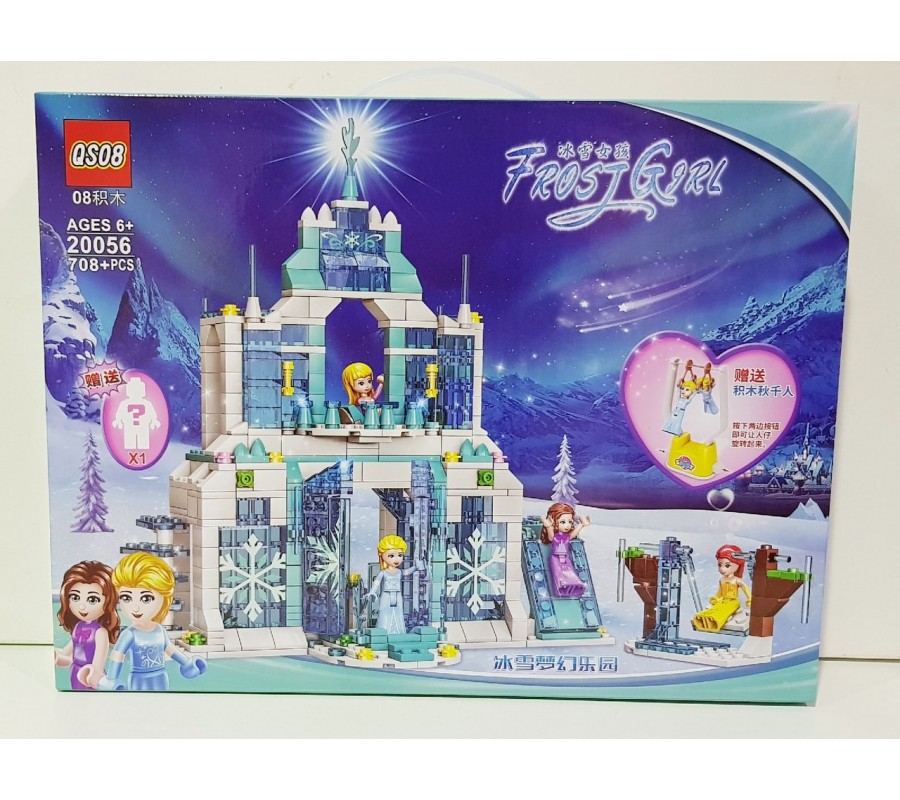 QS08
08积木
AGES 6+
20056
708+PCS
冰雪女孩
FROST GIRL
赠送
?
X1
赠送
积木秋千人
按下两边按钮
即可让人仔
旋转起来.
冰雪梦幻乐园